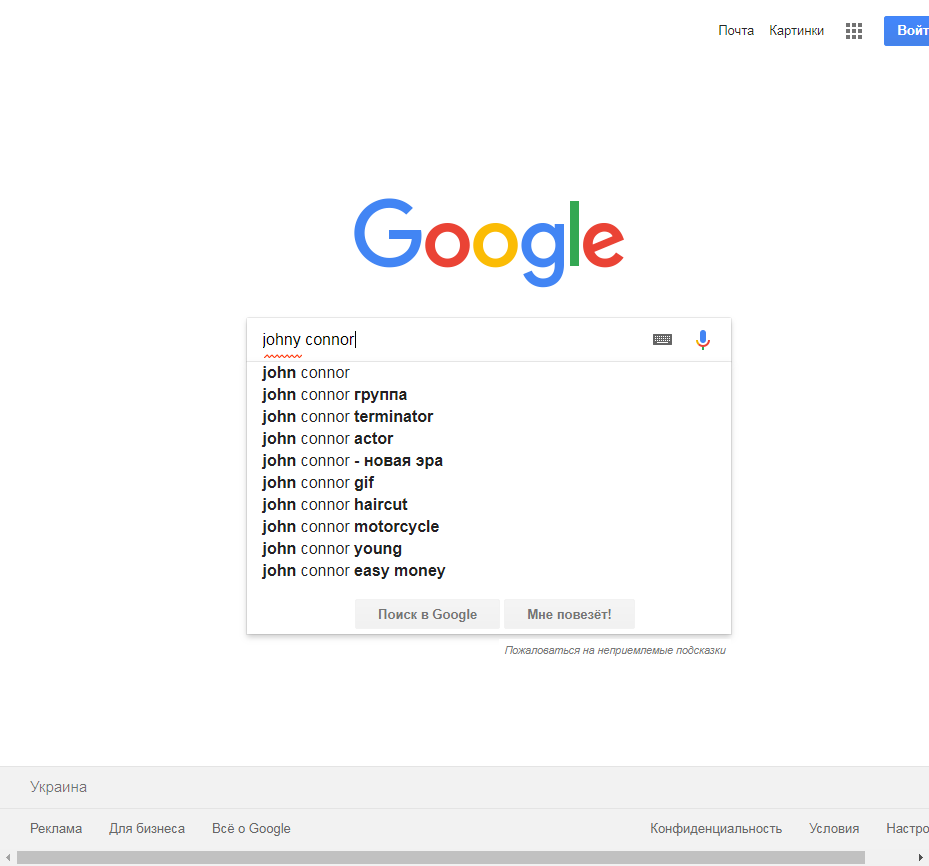 Почта Картинки Войт
Google
johny connor
john connor
john connor группа
john connor terminator
john connor actor
john connor - новая эра
john connor gif
john connor haircut
john connor motorcycle
john connor young
john connor easy money
Поиск в Google Мне повезёт!
Пожаловаться на неприемлемые подсказки
Украина
Реклама Для бизнеса Всё о Google Конфиденциальность Условия Настро